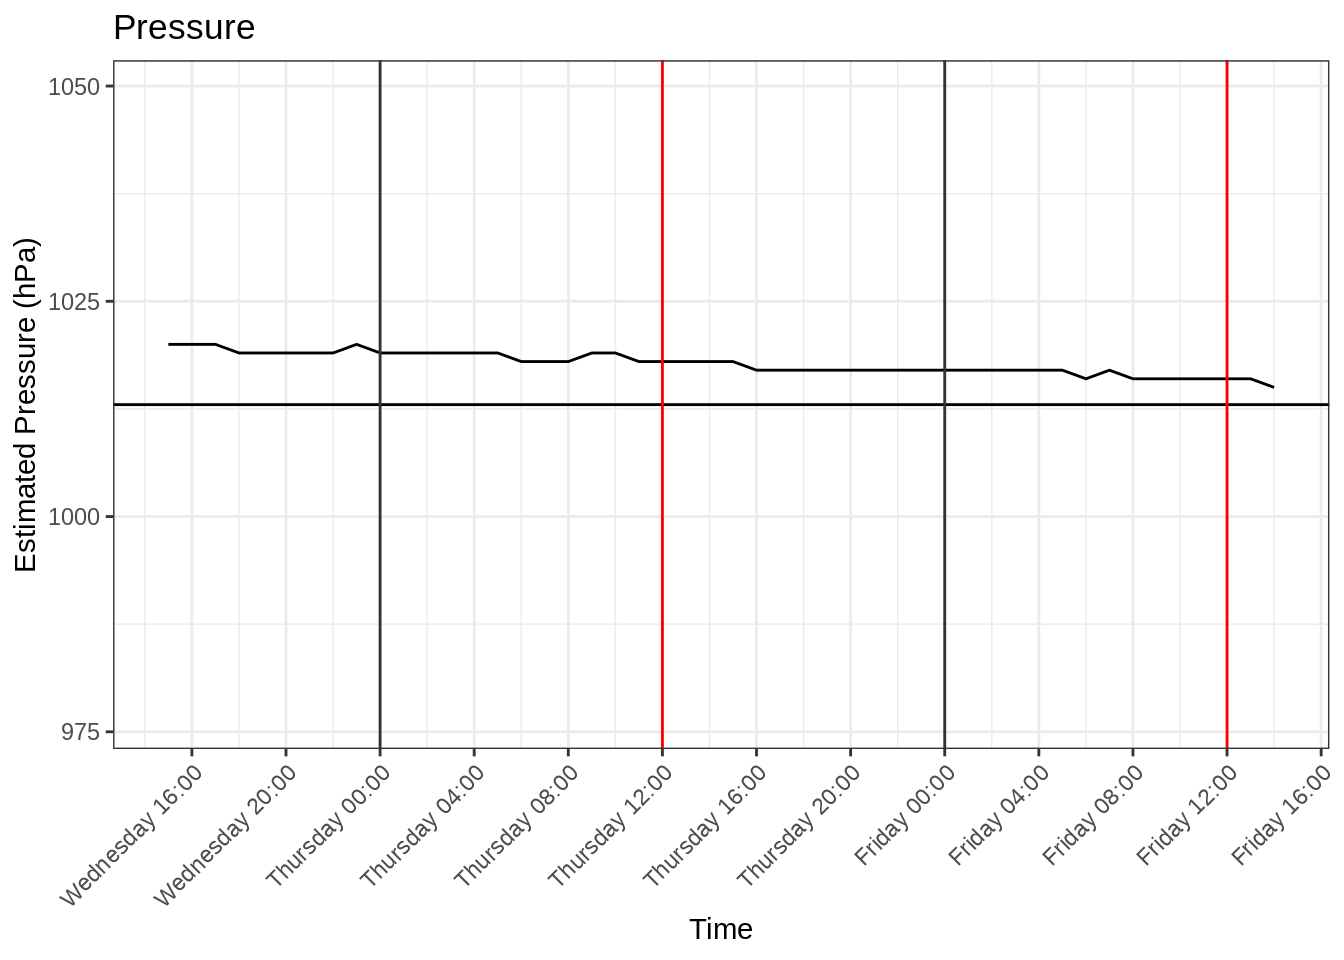 Pressure
Estimated Pressure (hPa)
1050
1025
1000
975
Wednesday 16:00
Wednesday 20:00
Thursday 00:00
Thursday 04:00
Thursday 08:00
Thursday 12:00
Thursday 16:00
Thursday 20:00
Friday 00:00
Friday 04:00
Friday 08:00
Friday 12:00
Friday 16:00
Time